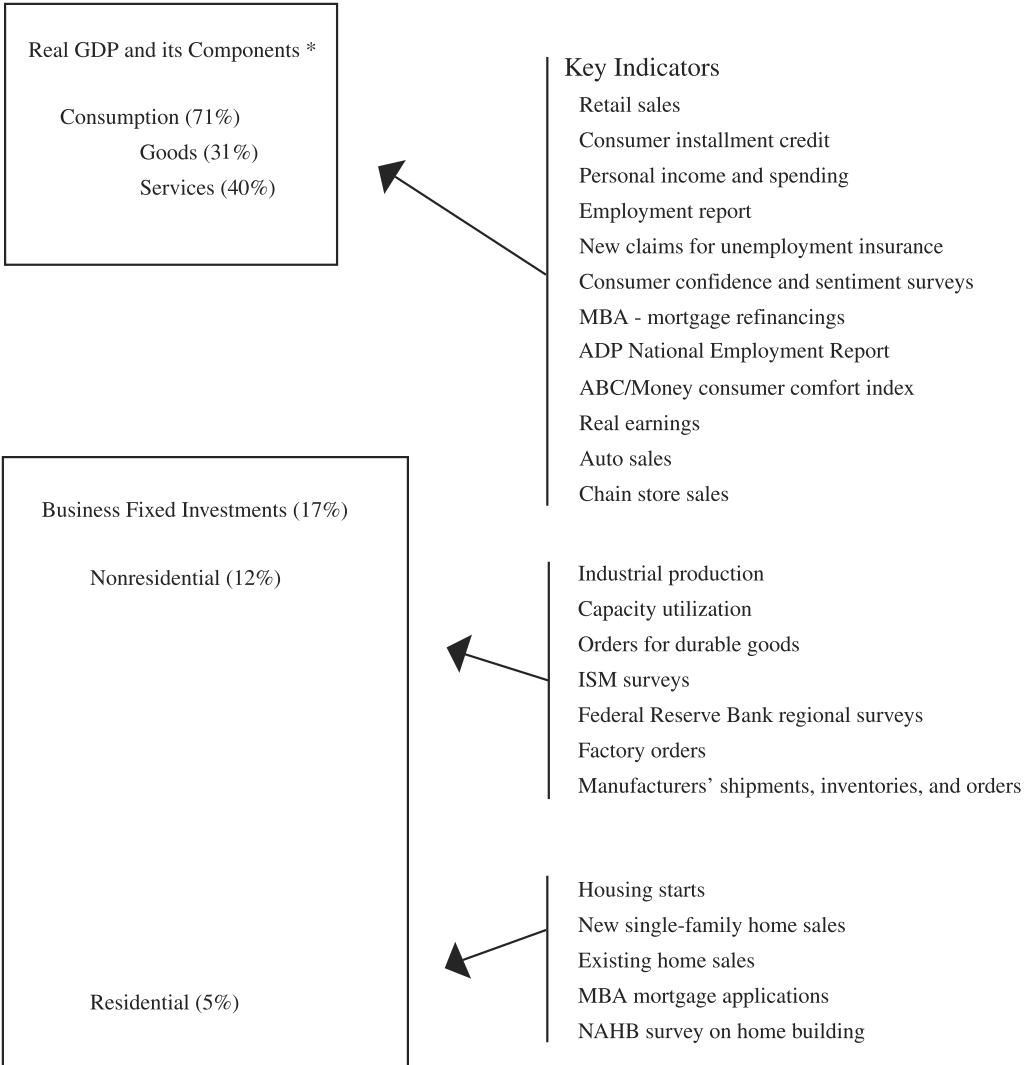 Real GDP and its Components *
Consumption (71%)
Goods (31%)
Services (40%)
Key Indicators
Retail sales
Consumer installment credit
Personal income and spending
Employment report
New claims for unemployment insurance
Consumer confidence and sentiment surveys
MBA - mortgage refinancings
ADP National Employment Report
ABC/Money consumer comfort index
Real earnings
Auto sales
Chain store sales
Business Fixed Investments (17%)
Nonresidential (12%)
Industrial production
Capacity utilization
Orders for durable goods
ISM surveys
Federal Reserve Bank regional surveys
Factory orders
Manufacturers’ shipments, inventories, and orders
Residential (5%)
Housing starts
New single-family home sales
Existing home sales
MBA mortgage applications
NAHB survey on home building